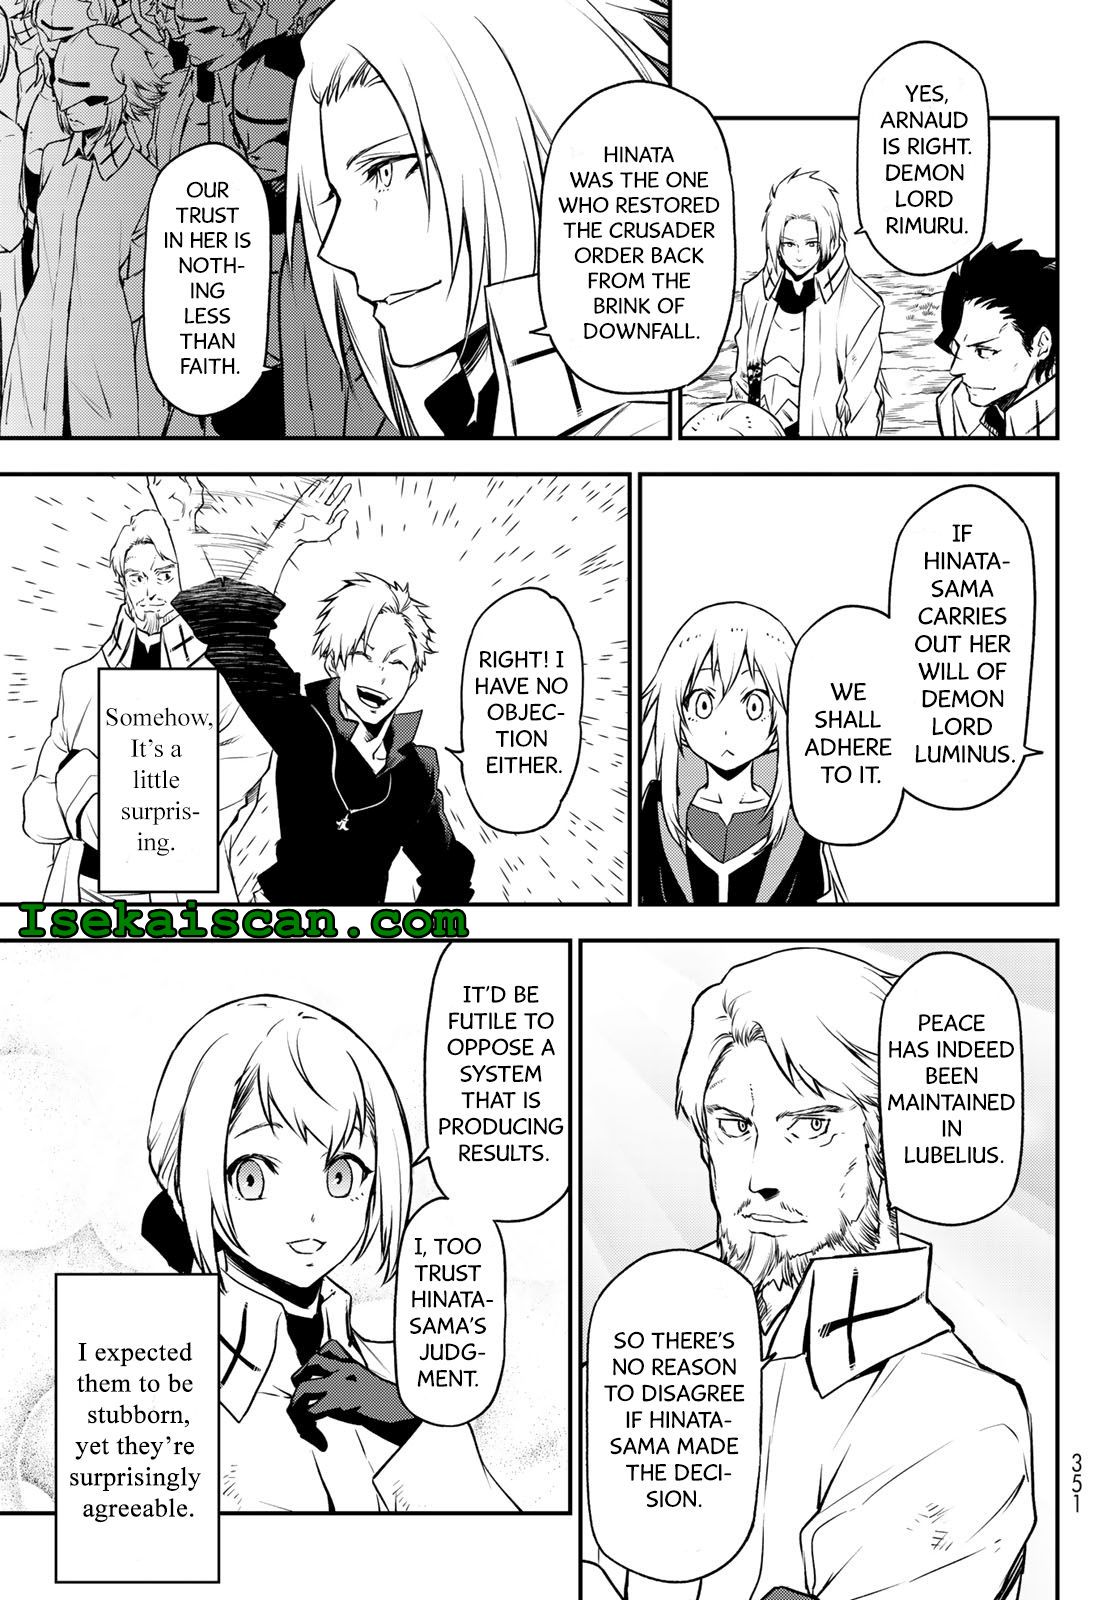 YES,
ARNAUD
IS RIGHT.
DEMON
LORD
RIMURU.
HINATA
WAS THE ONE
WHO RESTORED
THE CRUSADER
ORDER BACK
FROM THE
BRINK OF
DOWNFALL.
OUR
TRUST
IN HER IS
NOTH-
ING
LESS
THAN
FAITH.
IF
HINATA-
SAMA
CARRIES
OUT HER
WILL OF
DEMON
LORD
LUMINUS.
WE
SHALL
ADHERE
TO IT.
RIGHT! I
HAVE NO
OBJEC-
TION
EITHER.
Somehow,
It's a
little
surpris-
ing.
Isekaiscan.com
PEACE
HAS INDEED
BEEN
MAINTAINED
IN
LUBELIUS.
SO THERE'S
NO REASON
TO DISAGREE
IF HINATA-
SAMA MADE
THE DECI-
SION.
IT'D BE
FUTILE TO
OPPOSE A
SYSTEM
THAT IS
PRODUCING
RESULTS.
I, TOO
TRUST
HINATA-
SAMA'S
JUDG-
MENT.
I expected
them to be
stubborn,
yet they're
surprisingly
agreeable.
351